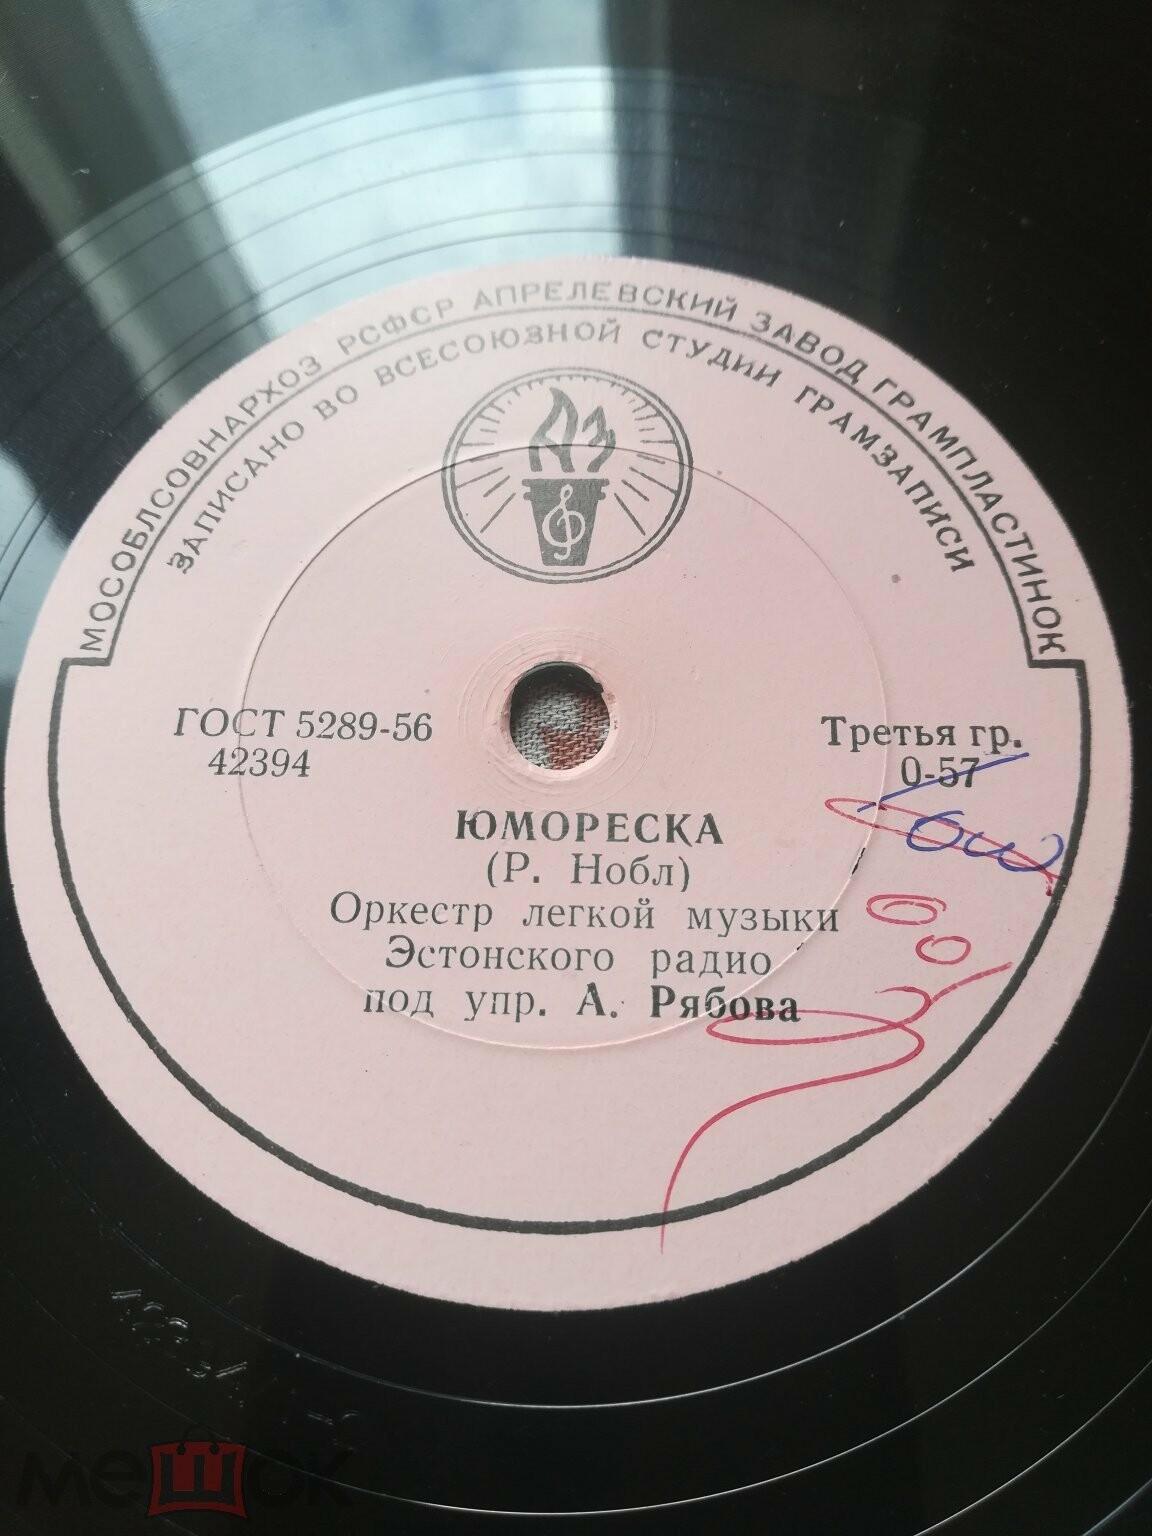 МОСОБЛСОВНАРХОЗ РСФСР АПРЕЛЕВСКИЙ ЗАВОД ГРАМПЛАСТИНОК
ЗАПИСАНО ВО ВСЕСОЮЗНОЙ СТУДИИ ГРАМЗАПИСИ
ГОСТ 5289-56
42394
Третья гр.
0-57
ЮМОРЕСКА
(Р. Нобл)
Оркестр легкой музыки
Эстонского радио
под упр. А. Рябова
мешок